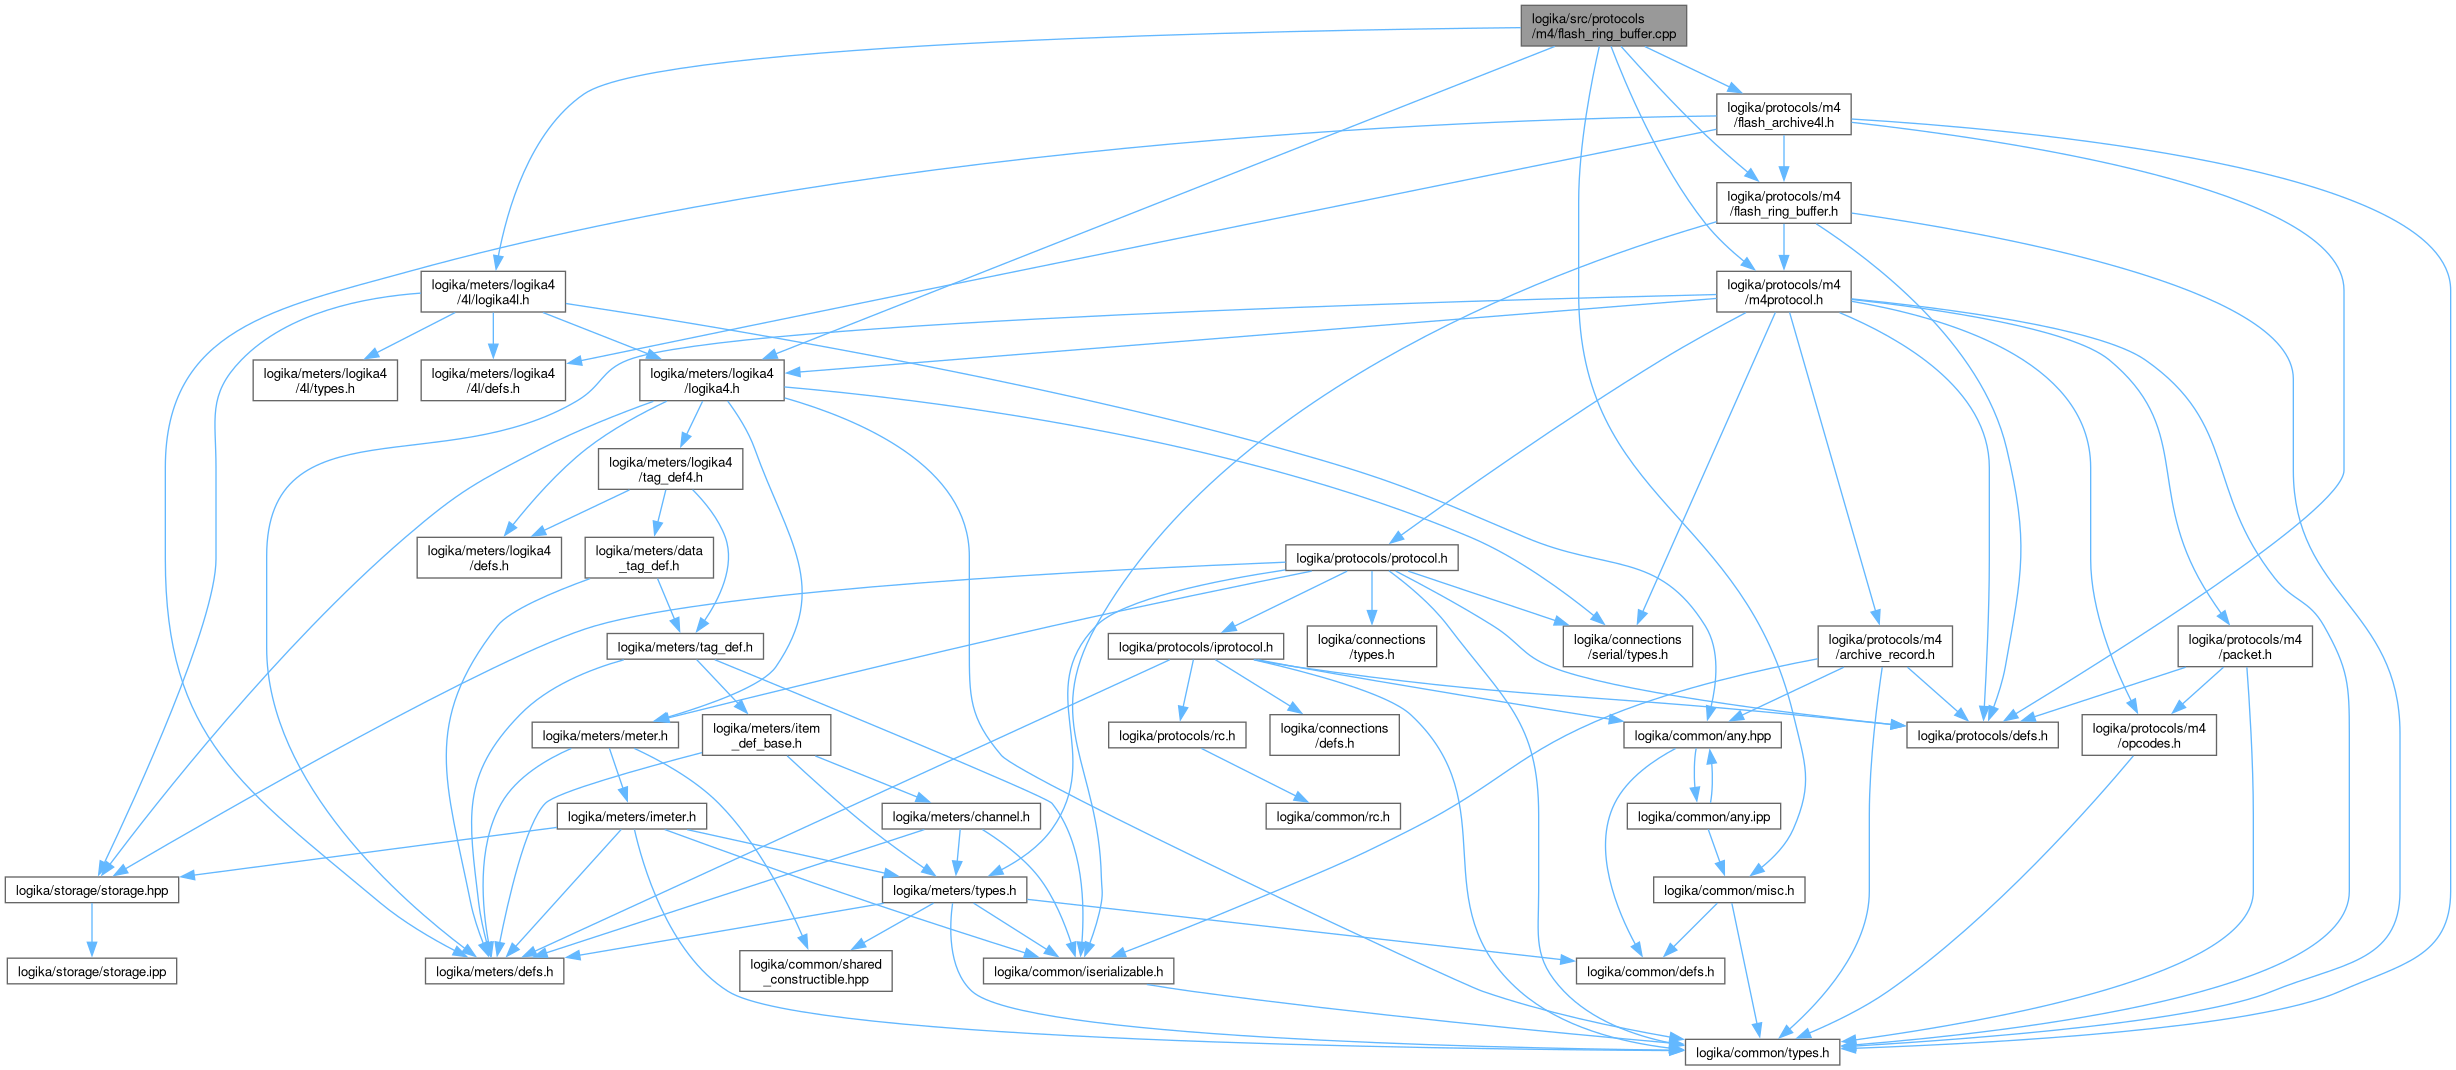 logika/src/protocols
/m4/flash_ring_buffer.cpp
logika/protocols/m4
/flash_archive4l.h
logika/protocols/m4
/flash_ring_buffer.h
logika/meters/logika4
/4l/logika4l.h
logika/protocols/m4
/m4protocol.h
logika/meters/logika4
/4l/types.h
logika/meters/logika4
/4l/defs.h
logika/meters/logika4
/logika4.h
logika/meters/logika4
/tag_def4.h
logika/meters/logika4
/defs.h
logika/meters/data
_tag_def.h
logika/protocols/protocol.h
logika/meters/tag_def.h
logika/protocols/iprotocol.h
logika/connections
/types.h
logika/connections
/serial/types.h
logika/protocols/m4
/archive_record.h
logika/protocols/m4
/packet.h
logika/meters/meter.h
logika/meters/item
_def_base.h
logika/protocols/rc.h
logika/connections
/defs.h
logika/common/any.hpp
logika/protocols/defs.h
logika/protocols/m4
/opcodes.h
logika/meters/imeter.h
logika/meters/channel.h
logika/common/rc.h
logika/common/any.ipp
logika/storage/storage.hpp
logika/meters/types.h
logika/common/misc.h
logika/storage/storage.ipp
logika/meters/defs.h
logika/common/shared
_constructible.hpp
logika/common/iserializable.h
logika/common/defs.h
logika/common/types.h